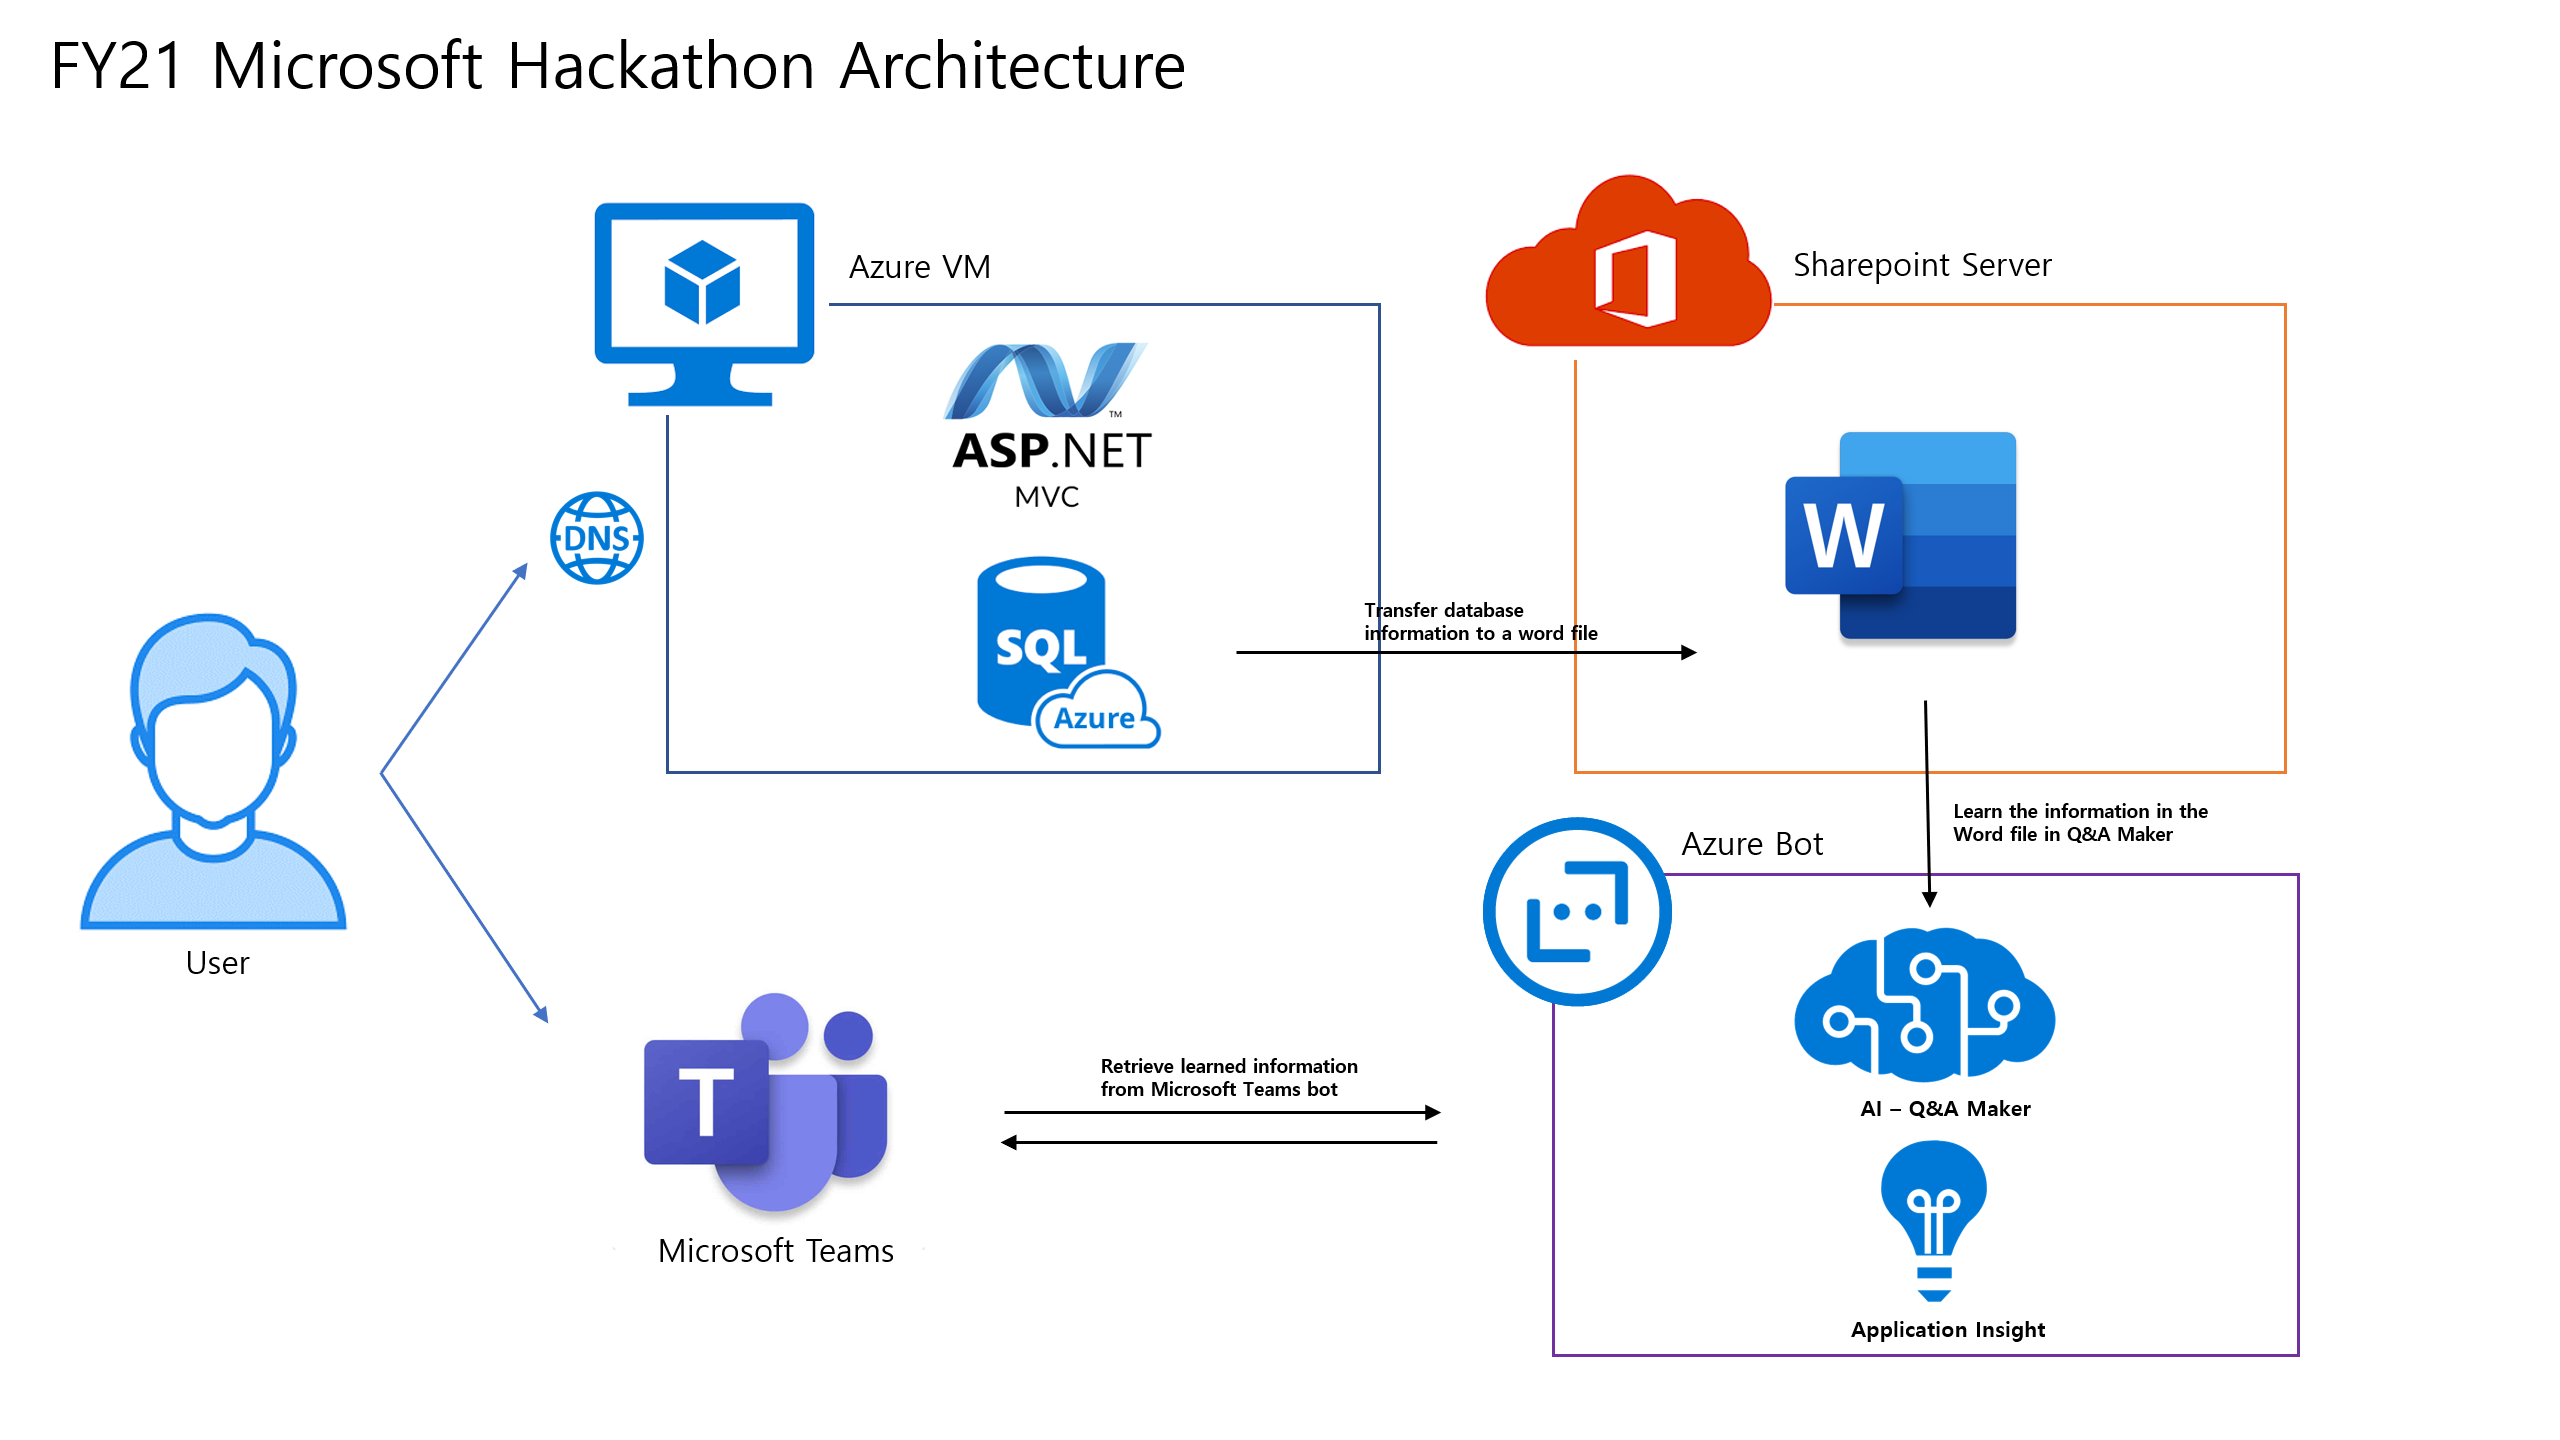 FY21 Microsoft Hackathon Architecture
Azure VM
Sharepoint Server
™
ASP.NET
MVC
DNS
W
SQL
Azure
Transfer database
information to a word file
Learn the information in the
Word file in Q&A Maker
Azure Bot
User
T
Microsoft Teams
Retrieve learned information
from Microsoft Teams bot
AI – Q&A Maker
Application Insight